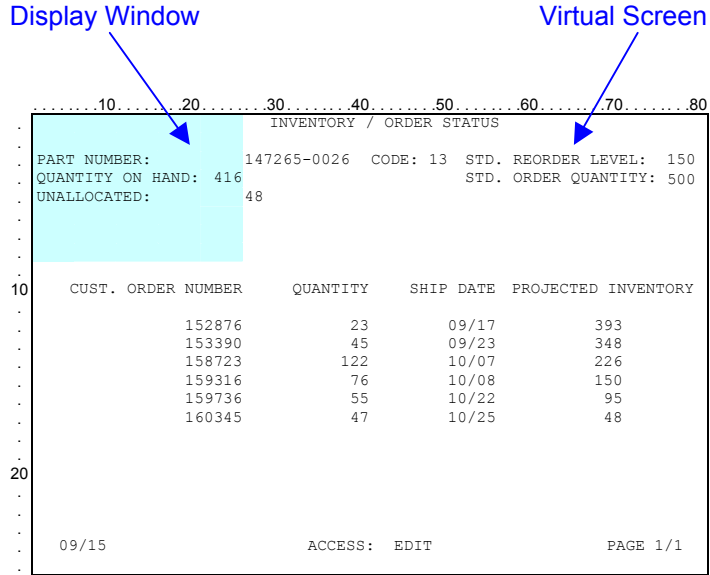 Display Window Virtual Screen
. . . . . . . .10. . . . . . . .20. . . . . . . .30. . . . . . . .40. . . . . . . .50. . . . . . . .60. . . . . . . .70. . . . . . . .80
INVENTORY / ORDER STATUS
PART NUMBER: 147265-0026 CODE: 13 STD. REORDER LEVEL: 150
QUANTITY ON HAND: 416 STD. ORDER QUANTITY: 500
UNALLOCATED: 48
10 CUST. ORDER NUMBER QUANTITY SHIP DATE PROJECTED INVENTORY
152876 23 09/17 393
153390 45 09/23 348
158723 122 10/07 226
159316 76 10/08 150
159736 55 10/22 95
160345 47 10/25 48
20
09/15 ACCESS: EDIT PAGE 1/1